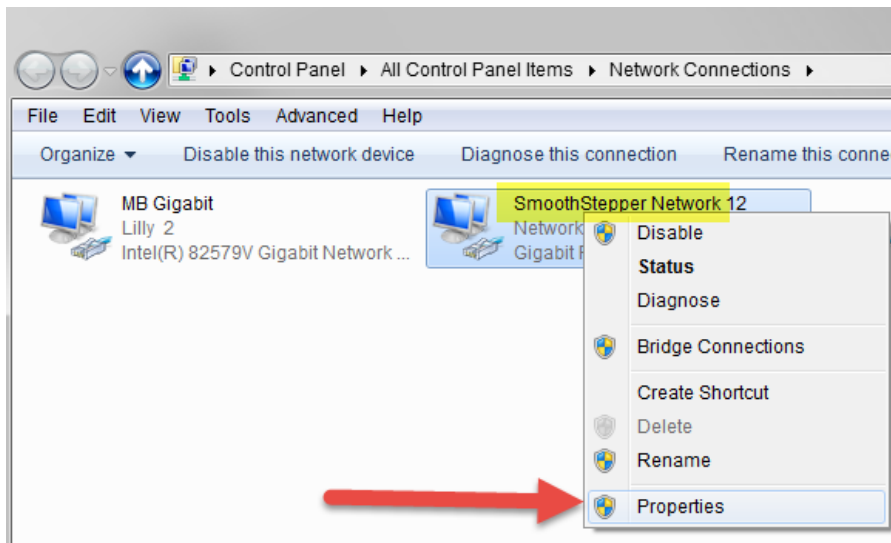 Control Panel ▸ All Control Panel Items ▸ Network Connections ▸
File Edit View Tools Advanced Help
Organize Disable this network device Diagnose this connection Rename this conne
MB Gigabit
Lilly 2
Intel(R) 82579V Gigabit Network ...
SmoothStepper Network 12
Network
Gigabit
Disable
Status
Diagnose
Bridge Connections
Create Shortcut
Delete
Rename
Properties